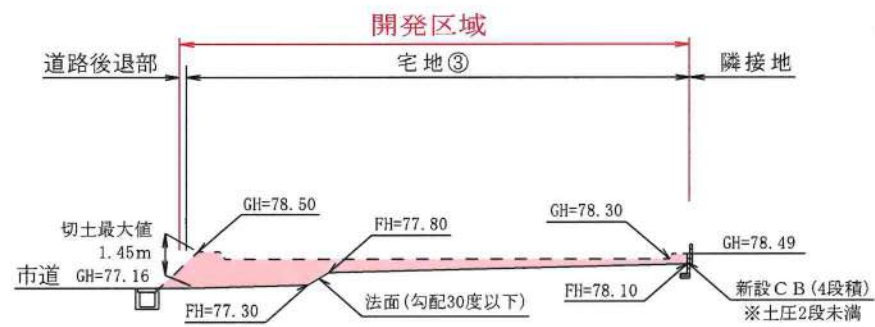 開発区域
道路後退部
宅地③
隣接地
GH=78.50
GH=78.30
FH=77.80
切土最大値
1.45m
GH=78.49
市道 GH=77.16
FH=77.30
法面(勾配30度以下)
FH=78.10
新設CB(4段積)
※土圧2段未満